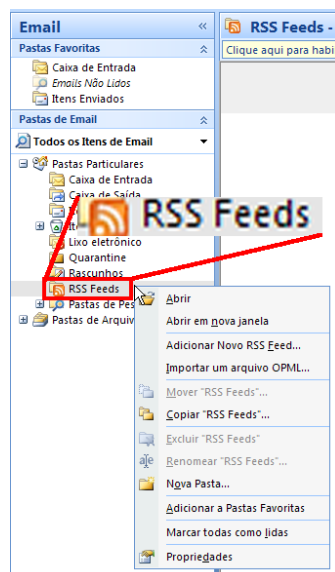 Email «
RSS Feeds -
Pastas Favoritas
Clique aqui para habi
Caixa de Entrada
Emails Não Lidos
Itens Enviados
Pastas de Email
Todos os Itens de Email
Pastas Particulares
Caixa de Entrada
Caixa de Saída
RSS Feeds
Lixo eletrônico
Quarantine
Rascunhos
RSS Feeds
Pastas de Pes
Pastas de Arquiv
Abrir
Abrir em nova janela
Adicionar Novo RSS Feed...
Importar um arquivo OPML...
Mover "RSS Feeds"...
Copiar "RSS Feeds"...
Excluir "RSS Feeds"
Renomear "RSS Feeds"...
Nova Pasta...
Adicionar a Pastas Favoritas
Marcar todas como lidas
Propriedades